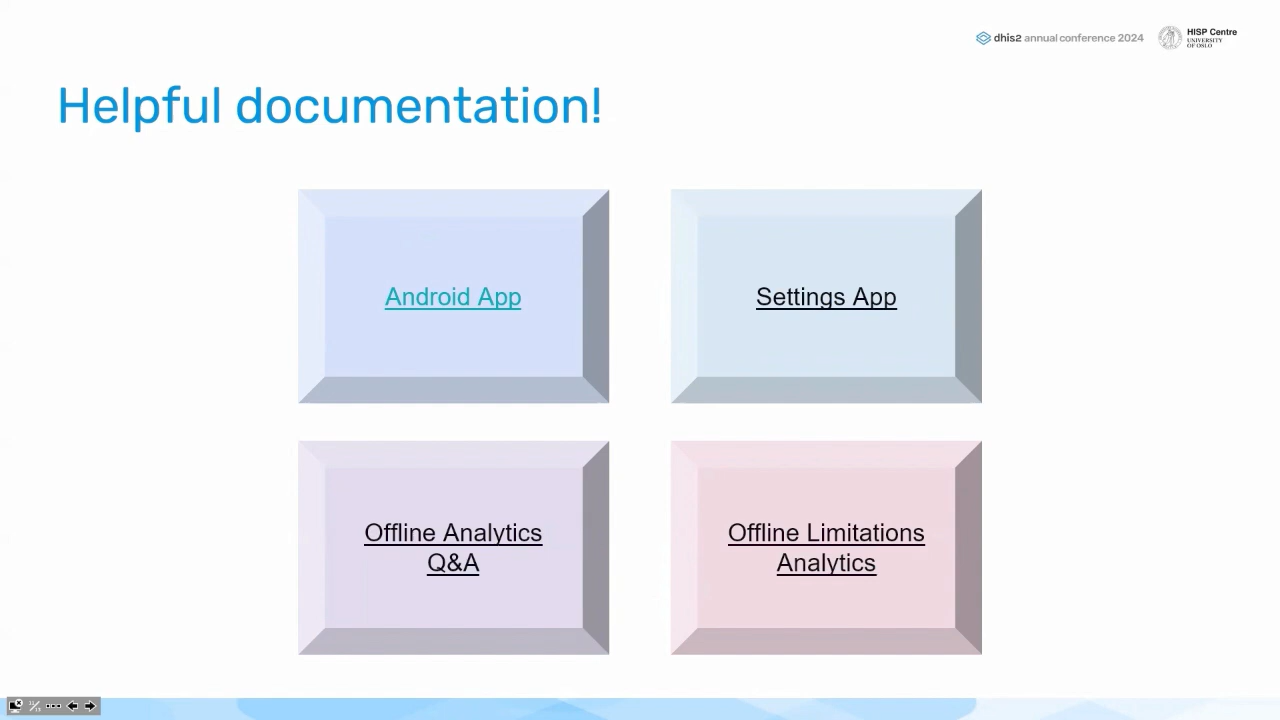 dhis2 annual conference 2024
HISP Centre
UNIVERSITY
OF OSLO
Helpful documentation!
Android App
Settings App
Offline Analytics
Q&A
Offline Limitations
Analytics